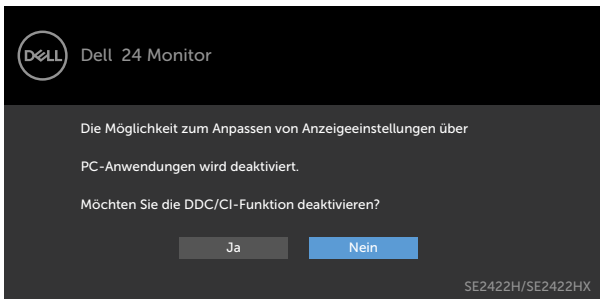 DELL
Dell 24 Monitor
Die Möglichkeit zum Anpassen von Anzeigeeinstellungen über
PC-Anwendungen wird deaktiviert.
Möchten Sie die DDC/CI-Funktion deaktivieren?
Ja
Nein
SE2422H/SE2422HX